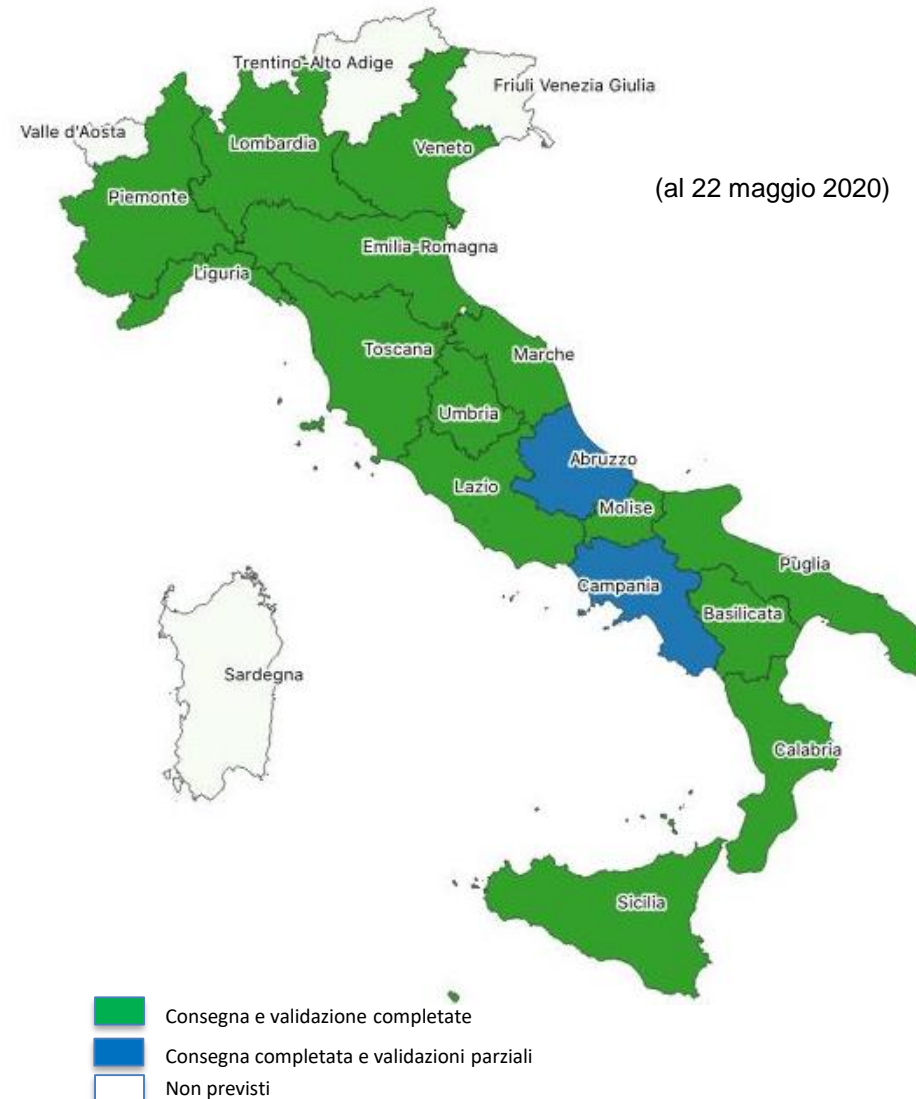 Trentino-Alto Adige
Friuli Venezia Giulia
Valle d'Aosta
Lombardia
Veneto
(al 22 maggio 2020)
Piemonte
Emilia-Romagna
Liguria
Toscana
Marche
Umbria
Abruzzo
Lazio
Molise
Puglia
Campania
Basilicata
Sardegna
Calabria
Sicilia
Consegna e validazione completate
Consegna completata e validazioni parziali
Non previsti